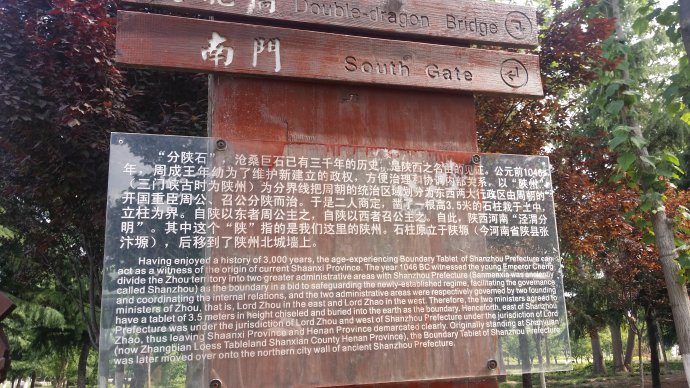 Double-dragon Bridge
南門
South Gate
“分陕石”，沧桑巨石已有三千年的历史，是陕西之名由的见证。公元前1046
年，周成王年幼为了维护新建立的政权，方便治理和协调内部关系，以“陕州”
（三门峡古时为陕州）为分界线把周朝的统治区域划分为东西两大行政区由周朝的
开国重臣周公、召公分陕而治。于是二人商定，凿了一根高3.5米的石柱栽于土中，
立柱为界。自陕以东者周公主之，自陕以西者召公主之。自此，陕西河南“泾渭分
明”。其中这个“陕”指的是我们这里的陕州。石柱原立于陕塬（今河南省陕县张
汴塬），后移到了陕州北城墙上。
Having enjoyed a history of 3,000 years, the age-experiencing Boundary Tablet of Shanzhou Prefecture can
act as a witness of the origin of current Shaanxi Province. The year 1046 BC witnessed the young Emperor Cheng
divide the Zhou territory into two greater administrative areas with Shanzhou Prefecture (Sanmenxia was anciently
called Shanzhou) as the boundary in a bid to safeguarding the newly-established regime, facilitating the governance
and coordinating the internal relations, and the two administrative areas were respectively governed by two founding
ministers of Zhou, that is, Lord Zhou in the east and Lord Zhao in the west. Therefore, the two ministers agreed to
have a tablet of 3.5 meters in height chiseled and buried into the earth as the boundary. Henceforth, east of Shanzhou
Prefecture was under the jurisdiction of Lord Zhou and west of Shanzhou Prefecture under the jurisdiction of Lord
Zhao, thus leaving Shaanxi Province and Henan Province demarcated clearly. Originally standing at Shanyuan
(now Zhangbian Loess Tableland Shanxian County Henan Province), the Boundary Tablet of Shanzhou Prefecture
was later moved over onto the northern city wall of ancient Shanzhou Prefecture.